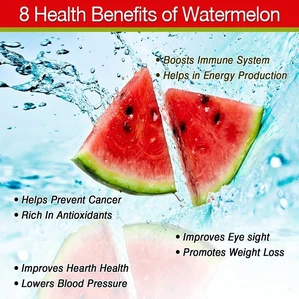 8 Health Benefits of Watermelon
• Boosts Immune System
• Helps in Energy Production
• Helps Prevent Cancer
• Rich In Antioxidants
• Improves Eye sight
• Promotes Weight Loss
• Improves Hearth Health
• Lowers Blood Pressure